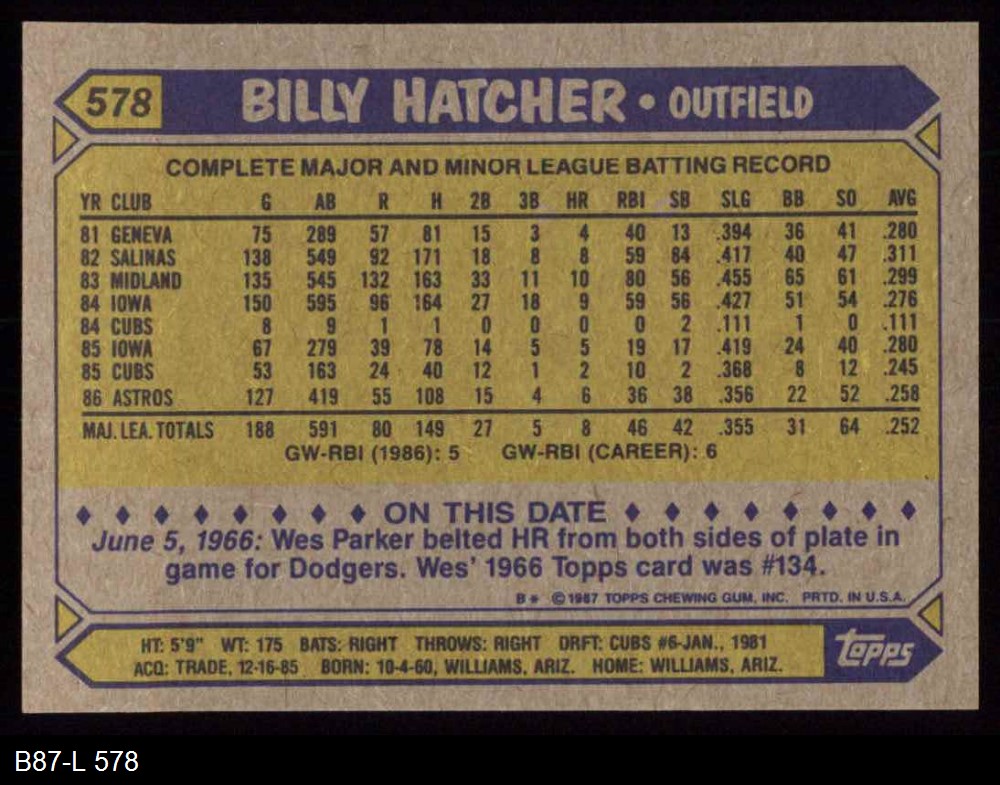 578 BILLY HATCHER • OUTFIELD
COMPLETE MAJOR AND MINOR LEAGUE BATTING RECORD
YR CLUB G AB R H 2B 3B HR RBI SB SLG BB SO AVG
81 GENEVA 75 289 57 81 15 3 4 40 13 .394 36 41 .280
82 SALINAS 138 549 92 171 18 8 8 59 84 .417 40 47 .311
83 MIDLAND 135 545 132 163 33 11 10 80 56 .455 65 61 .299
84 IOWA 150 595 96 164 27 18 9 59 56 .427 51 54 .276
84 CUBS 8 9 1 1 0 0 0 0 2 .111 1 0 .111
85 IOWA 67 279 39 78 14 5 5 19 17 .419 24 40 .280
85 CUBS 53 163 24 40 12 1 2 10 2 .368 8 12 .245
86 ASTROS 127 419 55 108 15 4 6 36 38 .356 22 52 .258
MAJ. LEA. TOTALS 188 591 80 149 27 5 8 46 42 .355 31 64 .252
GW-RBI (1986): 5 GW-RBI (CAREER): 6
♦ ♦ ♦ ♦ ♦ ♦ ♦ ♦ ON THIS DATE ♦ ♦ ♦ ♦ ♦ ♦ ♦ ♦
June 5, 1966: Wes Parker belted HR from both sides of plate in
game for Dodgers. Wes' 1966 Topps card was #134.
B* © 1987 TOPPS CHEWING GUM, INC. PRTD. IN U.S.A.
HT: 5'9" WT: 175 BATS: RIGHT THROWS: RIGHT DRFT: CUBS #6-JAN., 1981
ACQ: TRADE, 12-16-85 BORN: 10-4-60, WILLIAMS, ARIZ. HOME: WILLIAMS, ARIZ.
topps
B87-L 578